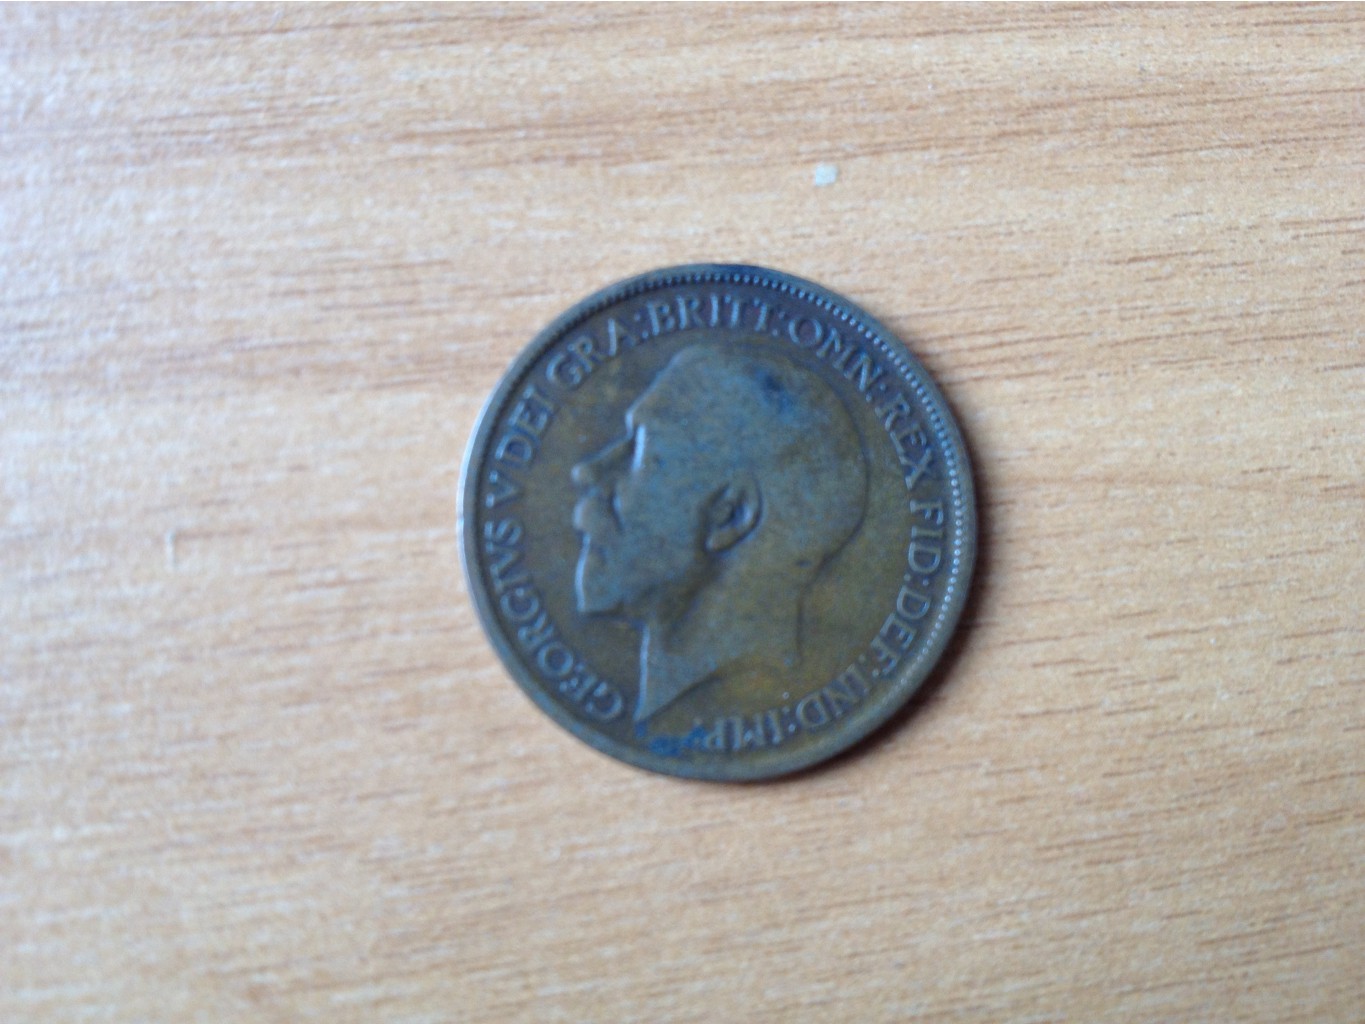 GEORGIVS V DEI GRA: BRITT: OMN: REX FID: DEF: IND: IMP: